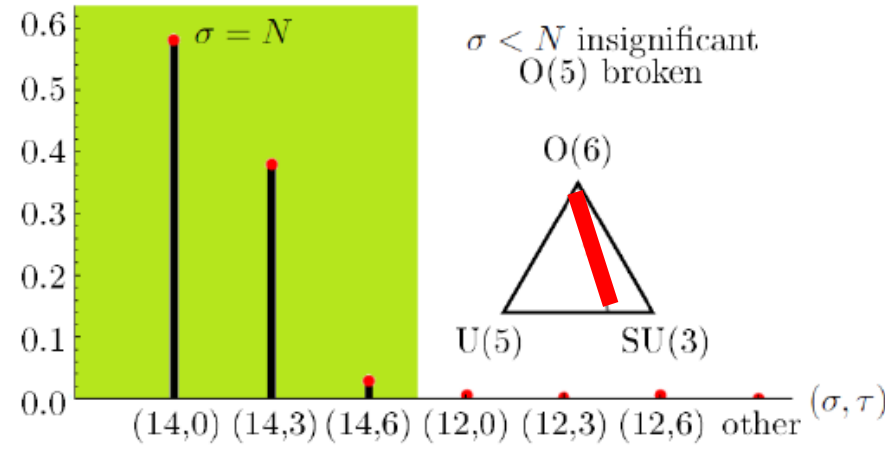 0.6
0.5
0.4
0.3
0.2
0.1
0.0
σ = N
σ < N insignificant
O(5) broken
O(6)
U(5) SU(3)
(14,0) (14,3) (14,6) (12,0) (12,3) (12,6) other (σ, τ)